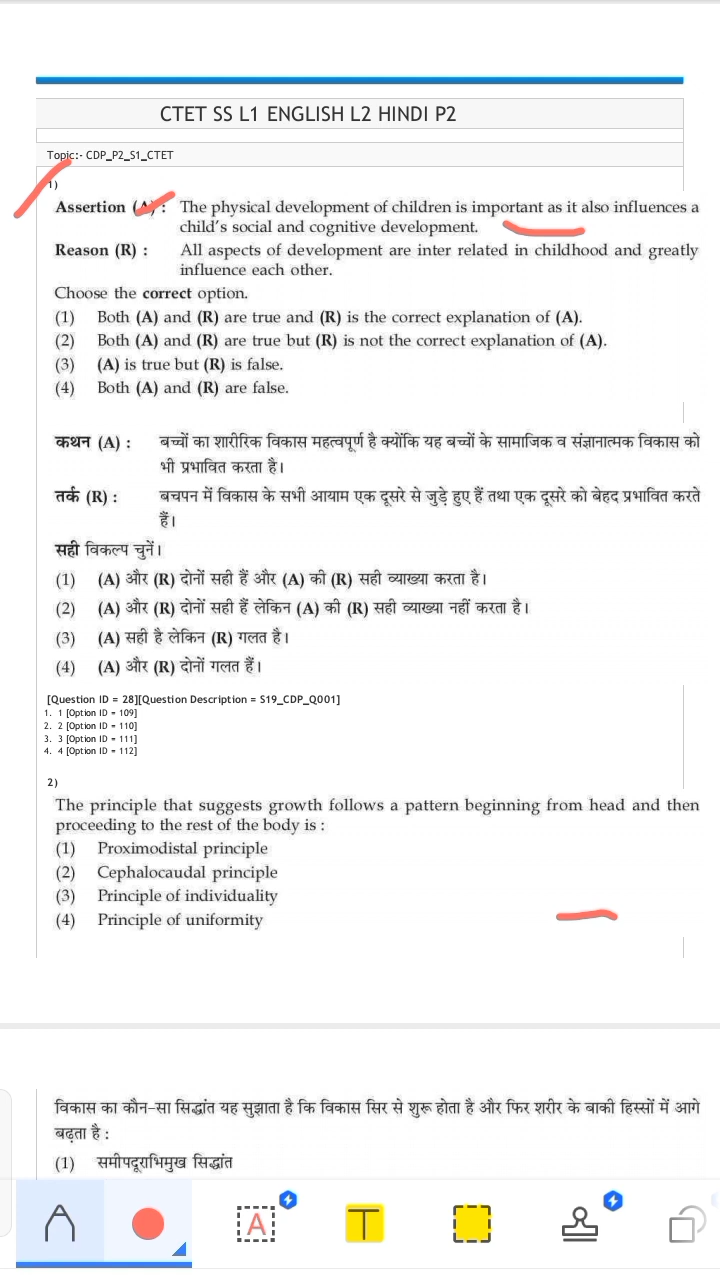 CTET SS L1 ENGLISH L2 HINDI P2
Topic:- CDP_P2_S1_CTET
1)
Assertion (A) : The physical development of children is important as it also influences a
child's social and cognitive development.
Reason (R) : All aspects of development are inter related in childhood and greatly
influence each other.
Choose the correct option.
(1) Both (A) and (R) are true and (R) is the correct explanation of (A).
(2) Both (A) and (R) are true but (R) is not the correct explanation of (A).
(3) (A) is true but (R) is false.
(4) Both (A) and (R) are false.
कथन (A) : बच्चों का शारीरिक विकास महत्वपूर्ण है क्योंकि यह बच्चों के सामाजिक व संज्ञानात्मक विकास को
भी प्रभावित करता है।
तर्क (R) : बचपन में विकास के सभी आयाम एक दूसरे से जुड़े हुए हैं तथा एक दूसरे को बेहद प्रभावित करते
हैं।
सही विकल्प चुनें।
(1) (A) और (R) दोनों सही हैं और (A) की (R) सही व्याख्या करता है।
(2) (A) और (R) दोनों सही हैं लेकिन (A) की (R) सही व्याख्या नहीं करता है।
(3) (A) सही है लेकिन (R) गलत है।
(4) (A) और (R) दोनों गलत हैं।
[Question ID = 28][Question Description = S19_CDP_Q001]
1. 1 [Option ID = 109]
2. 2 [Option ID = 110]
3. 3 [Option ID = 111]
4. 4 [Option ID = 112]
2)
The principle that suggests growth follows a pattern beginning from head and then
proceeding to the rest of the body is :
(1) Proximodistal principle
(2) Cephalocaudal principle
(3) Principle of individuality
(4) Principle of uniformity
विकास का कौन-सा सिद्धांत यह सुझाता है कि विकास सिर से शुरू होता है और फिर शरीर के बाकी हिस्सों में आगे
बढ़ता है :
(1) समीपदूराभिमुख सिद्धांत
A T